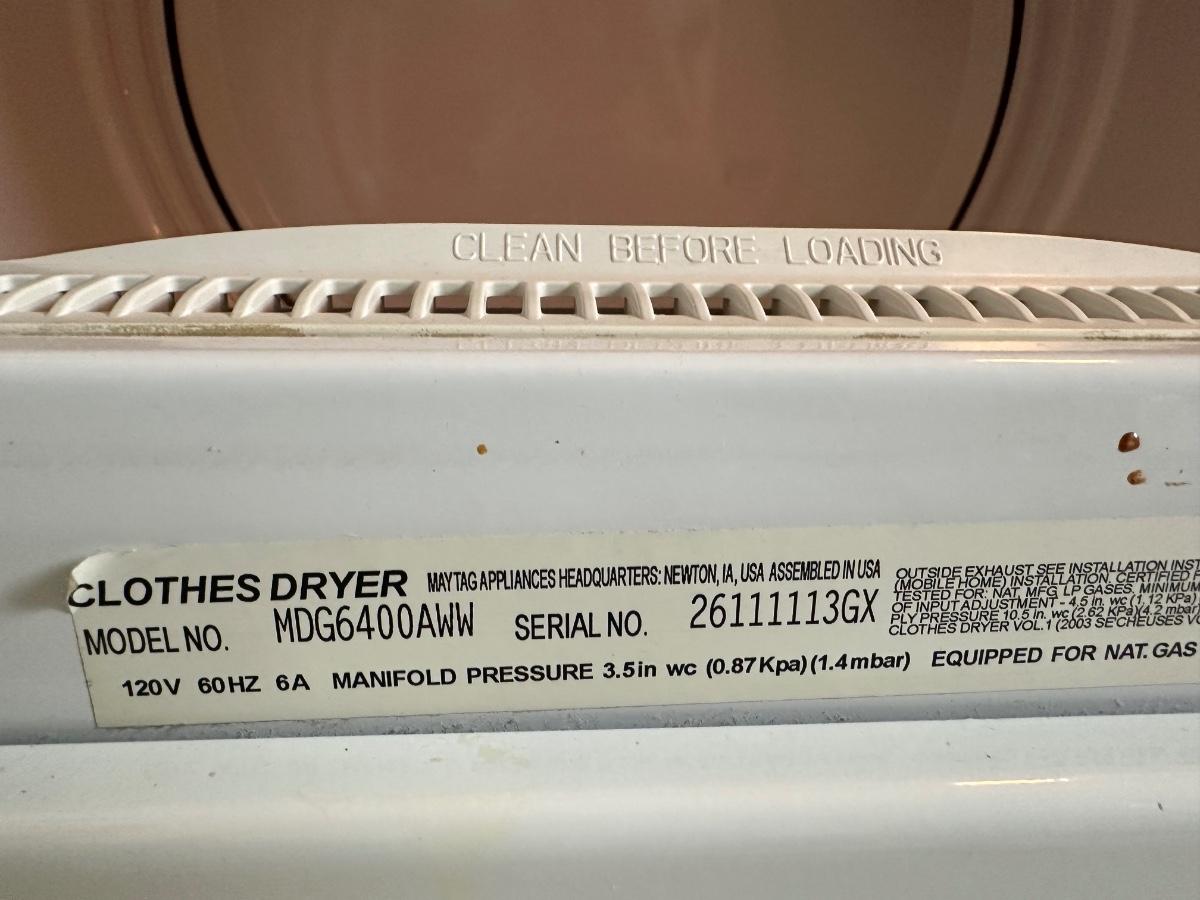 CLEAN BEFORE LOADING
CLOTHES DRYER MAYTAG APPLIANCES HEADQUARTERS: NEWTON, IA, USA ASSEMBLED IN USA
MODEL NO. MDG6400AWW SERIAL NO. 26111113GX
120V 60HZ 6A MANIFOLD PRESSURE 3.5in wc (0.87Kpa)(1.4mbar) EQUIPPED FOR NAT. GAS
OUTSIDE EXHAUST SEE INSTALLATION
(MOBILE HOME) INSTALLATION. CERTIFIED
TESTED FOR: NAT, MFG, LP GASES. MINIMUM
OF INPUT ADJUSTMENT - 4.5 in. wc (1.12 KPa)
PLY PRESSURE 10.5 in. wc (2.62 KPa)(4.2 mbar)
CLOTHES DRYER VOL.1 (2003 SECHEUSES